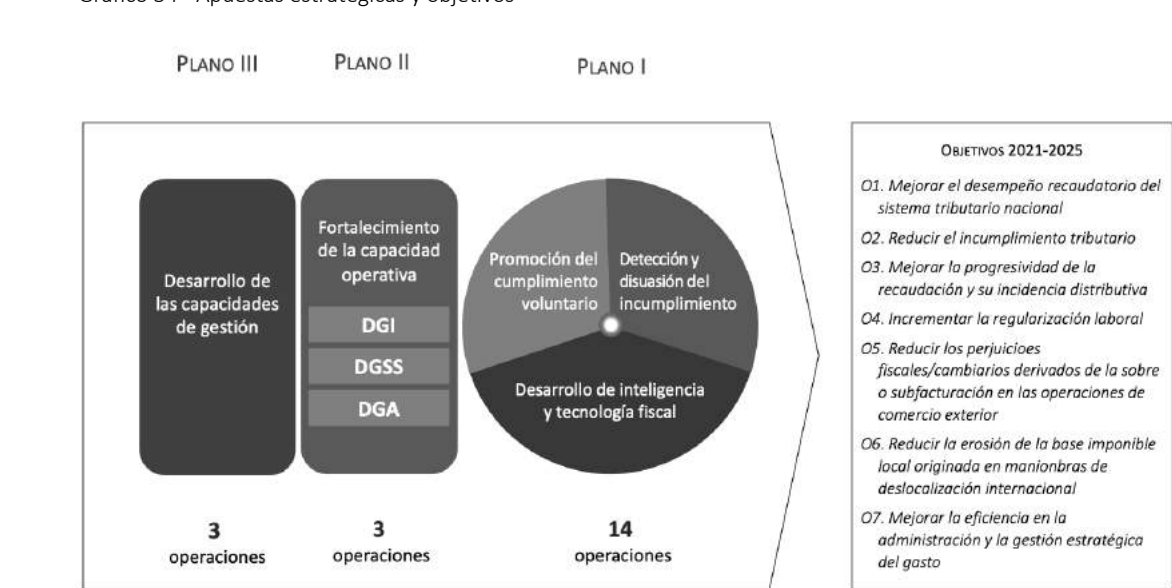 PLANO III
PLANO II
PLANO I
Desarrollo de
las capacidades
de gestión
Fortalecimiento
de la capacidad
operativa
DGI
DGSS
DGA
Promoción del
cumplimiento
voluntario
Detección y
disuasión del
incumplimiento
Desarrollo de inteligencia
y tecnología fiscal
3
operaciones
3
operaciones
14
operaciones
OBJETIVOS 2021-2025
O1. Mejorar el desempeño recaudatorio del
sistema tributario nacional
O2. Reducir el incumplimiento tributario
O3. Mejorar la progresividad de la
recaudación y su incidencia distributiva
O4. Incrementar la regularización laboral
O5. Reducir los perjuicioes
fiscales/cambiarios derivados de la sobre
o subfacturación en las operaciones de
comercio exterior
O6. Reducir la erosión de la base imponible
local originada en manionbras de
deslocalización internacional
O7. Mejorar la eficiencia en la
administración y la gestión estratégica
del gasto